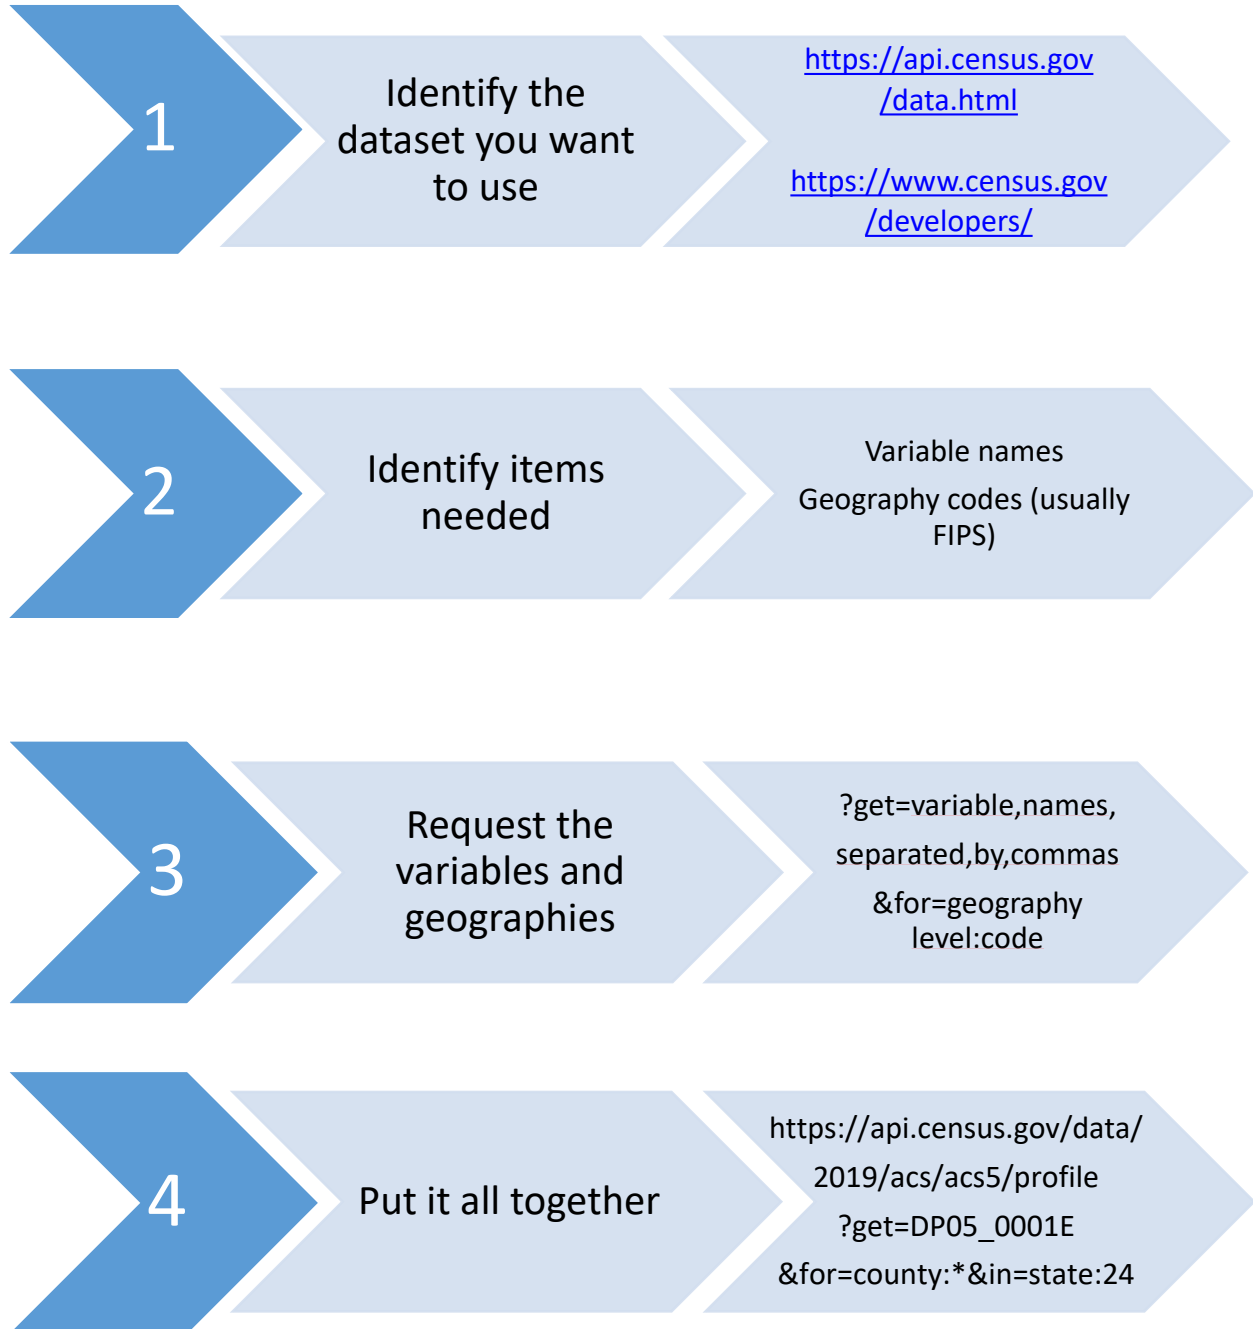 1
Identify the
dataset you want
to use
https://api.census.gov
/data.html
https://www.census.gov
/developers/
2
Identify items
needed
Variable names
Geography codes (usually
FIPS)
3
Request the
variables and
geographies
?get=variable,names,
separated,by,commas
&for=geography
level:code
4
Put it all together
https://api.census.gov/data/
2019/acs/acs5/profile
?get=DP05_0001E
&for=county:*&in=state:24